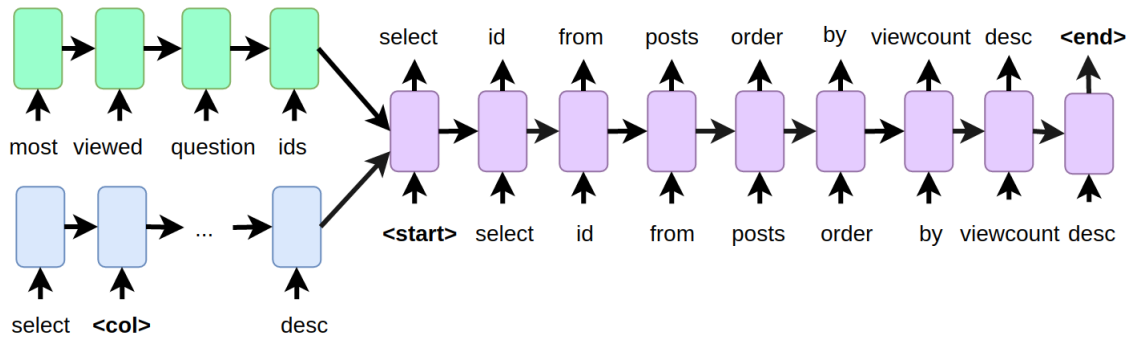 select id from posts order by viewcount desc <end>
most viewed question ids
<start> select id from posts order by viewcount desc
...
select <col> desc